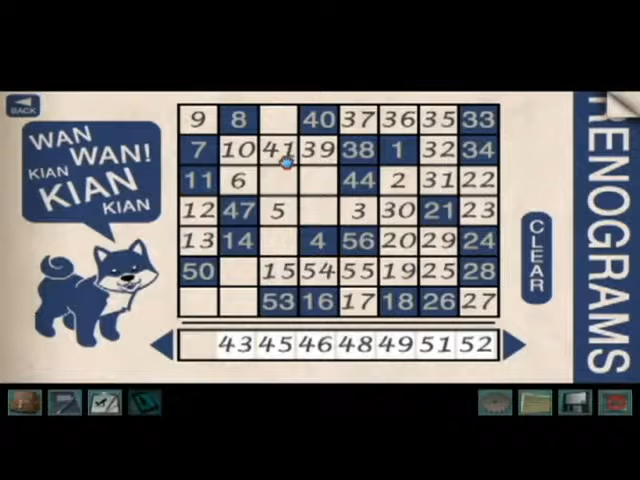 BACK
WAN
WAN!
KIAN
KIAN
KIAN
9 8 40 37 36 35 33
7 10 41 39 38 1 32 34
11 6 44 2 31 22
12 47 5 3 30 21 23
13 14 4 56 20 29 24
50 15 54 55 19 25 28
53 16 17 18 26 27
43 45 46 48 49 51 52
CLEAR
RENOGRAMS